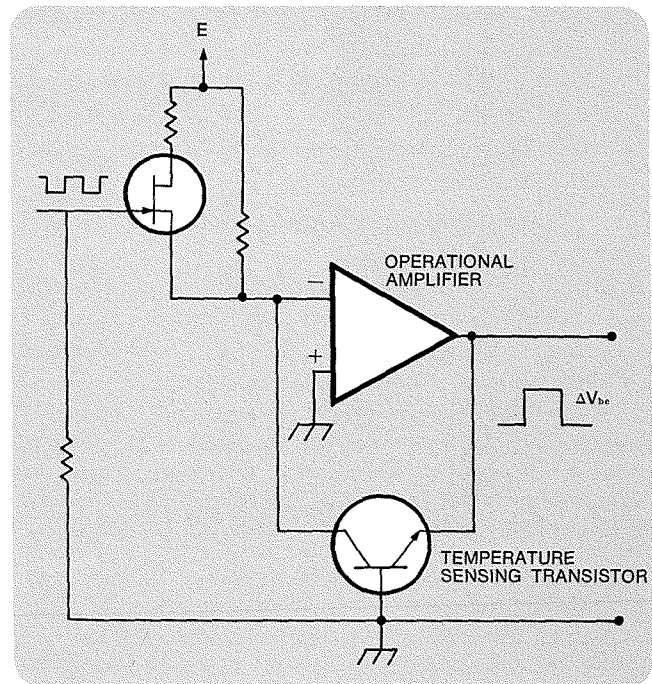 E
OPERATIONAL
AMPLIFIER
−
+
ΔVbe
TEMPERATURE
SENSING TRANSISTOR